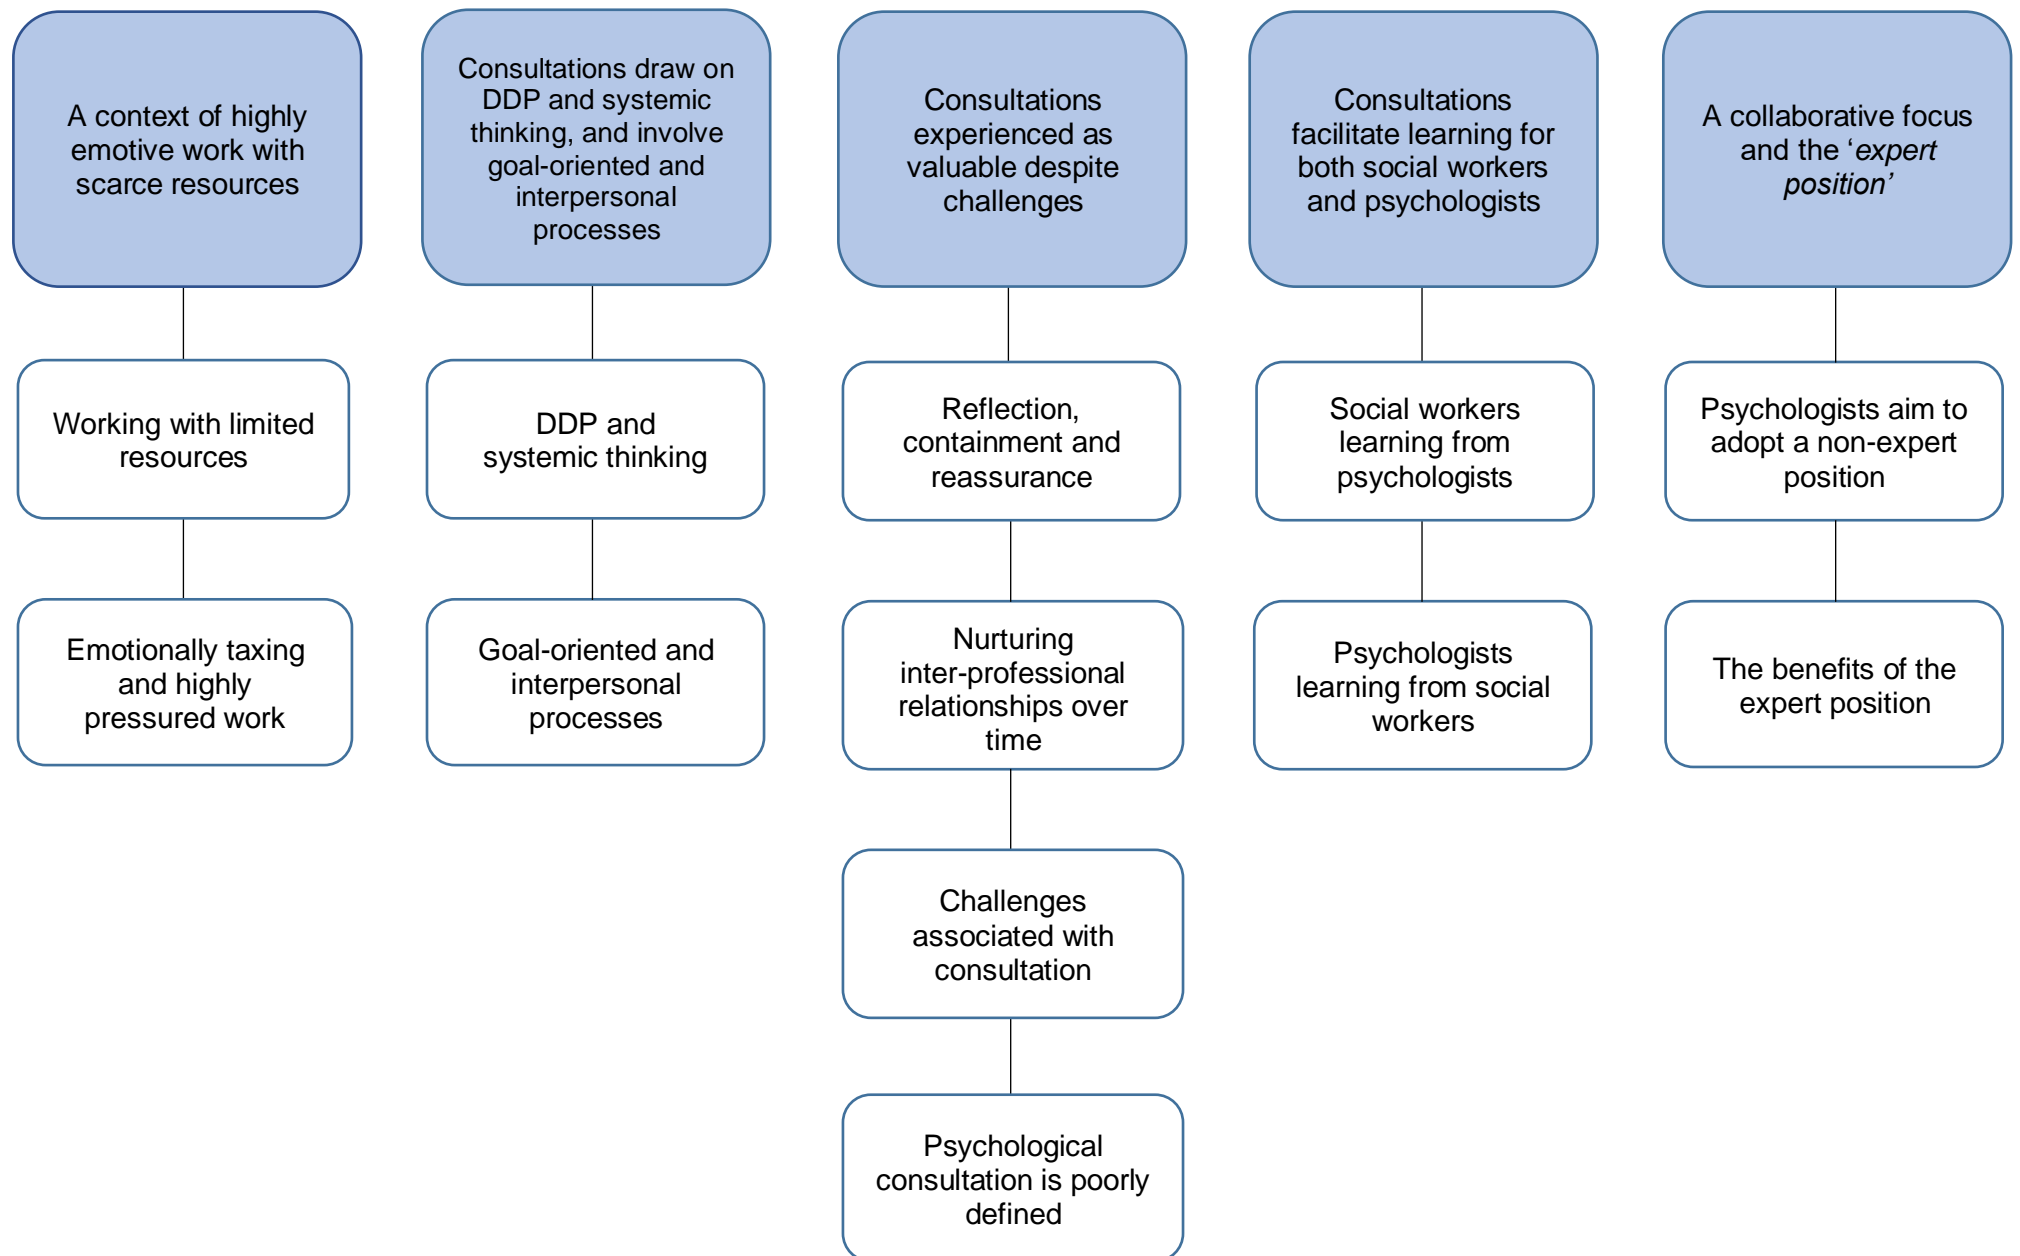 A context of highly
emotive work with
scarce resources
Consultations draw on
DDP and systemic
thinking, and involve
goal-oriented and
interpersonal
processes
Consultations
experienced as
valuable despite
challenges
Consultations
facilitate learning for
both social workers
and psychologists
A collaborative focus
and the ‘expert
position’
Working with limited
resources
DDP and
systemic thinking
Reflection,
containment and
reassurance
Social workers
learning from
psychologists
Psychologists aim to
adopt a non-expert
position
Emotionally taxing
and highly
pressured work
Goal-oriented and
interpersonal
processes
Nurturing
inter-professional
relationships over
time
Psychologists
learning from social
workers
The benefits of the
expert position
Challenges
associated with
consultation
Psychological
consultation is poorly
defined